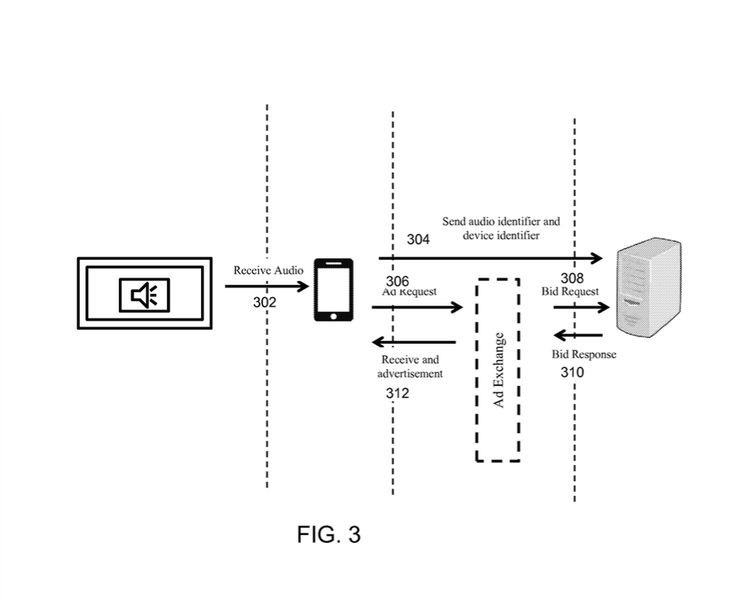 Send audio identifier and
304
device identifier
Receive Audio
302
306
Ad Request
308
Bid Request
Ad Exchange
Receive and
advertisement
312
Bid Response
310
FIG. 3